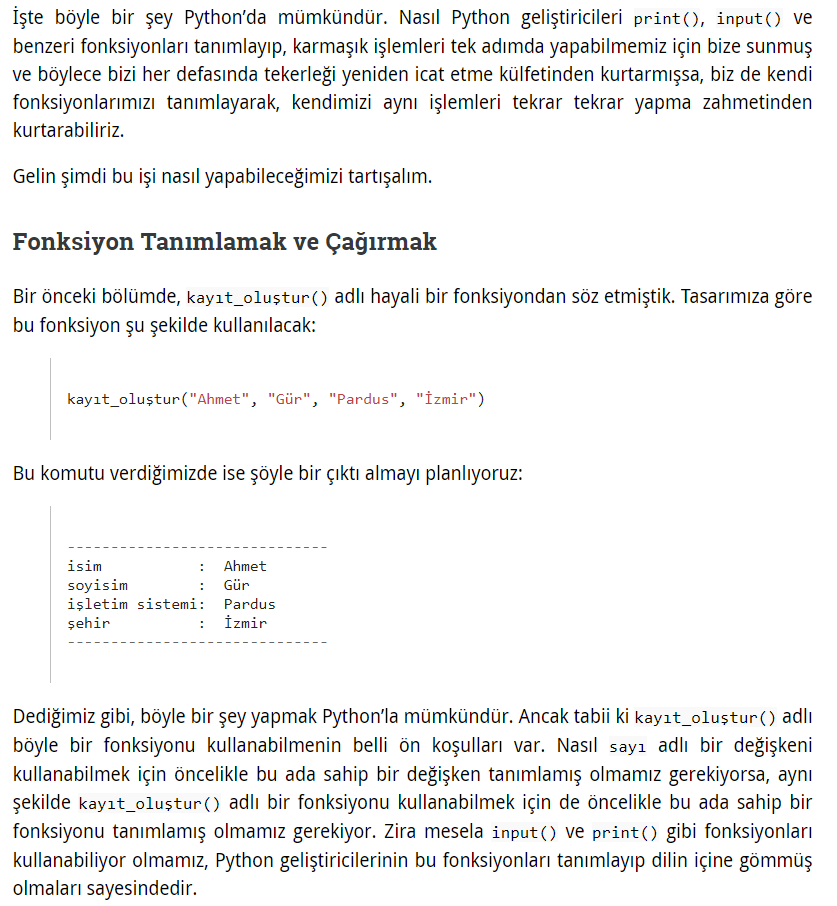 İşte böyle bir şey Python’da mümkündür. Nasıl Python geliştiricileri print(), input() ve
benzeri fonksiyonları tanımlayıp, karmaşık işlemleri tek adımda yapabilmemiz için bize sunmuş
ve böylece bizi her defasında tekerleği yeniden icat etme külfetinden kurtarmışsa, biz de kendi
fonksiyonlarımızı tanımlayarak, kendimizi aynı işlemleri tekrar tekrar yapma zahmetinden
kurtarabiliriz.
Gelin şimdi bu işi nasıl yapabileceğimizi tartışalım.
Fonksiyon Tanımlamak ve Çağırmak
Bir önceki bölümde, kayıt_oluştur() adlı hayali bir fonksiyondan söz etmiştik. Tasarımıza göre
bu fonksiyon şu şekilde kullanılacak:
kayıt_oluştur("Ahmet", "Gür", "Pardus", "İzmir")
Bu komutu verdiğimizde ise şöyle bir çıktı almayı planlıyoruz:
------------------------------
isim           :  Ahmet
soyisim        :  Gür
işletim sistemi:  Pardus
şehir          :  İzmir
------------------------------
Dediğimiz gibi, böyle bir şey yapmak Python’la mümkündür. Ancak tabii ki kayıt_oluştur() adlı
böyle bir fonksiyonu kullanabilmenin belli ön koşulları var. Nasıl sayı adlı bir değişkeni
kullanabilmek için öncelikle bu ada sahip bir değişken tanımlamış olmamız gerekiyorsa, aynı
şekilde kayıt_oluştur() adlı bir fonksiyonu kullanabilmek için de öncelikle bu ada sahip bir
fonksiyonu tanımlamış olmamız gerekiyor. Zira mesela input() ve print() gibi fonksiyonları
kullanabiliyor olmamız, Python geliştiricilerinin bu fonksiyonları tanımlayıp dilin içine gömmüş
olmaları sayesindedir.